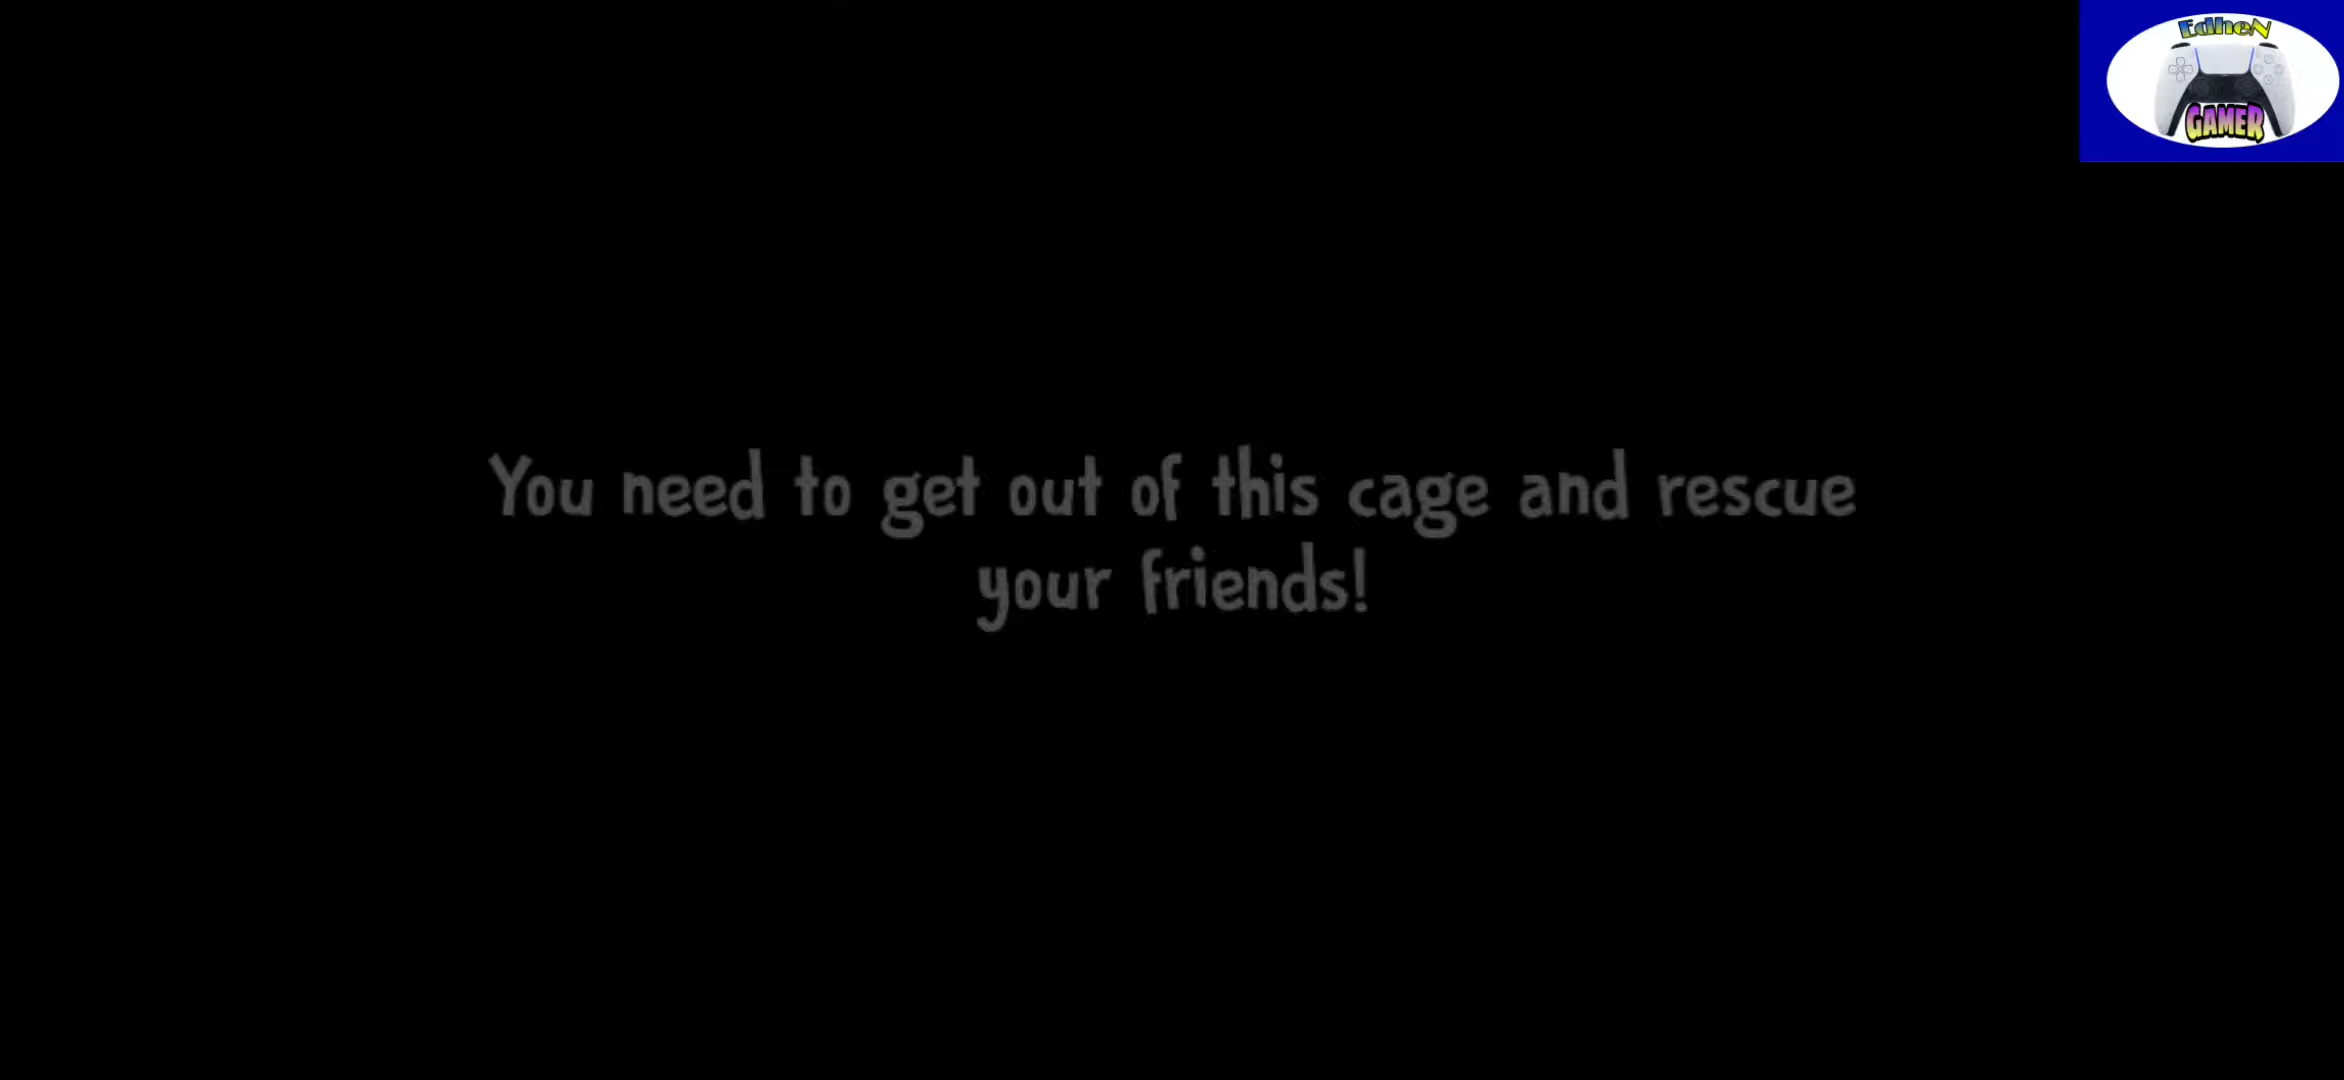 EdheN
GAMER
You need to get out of this cage and rescue
your friends!